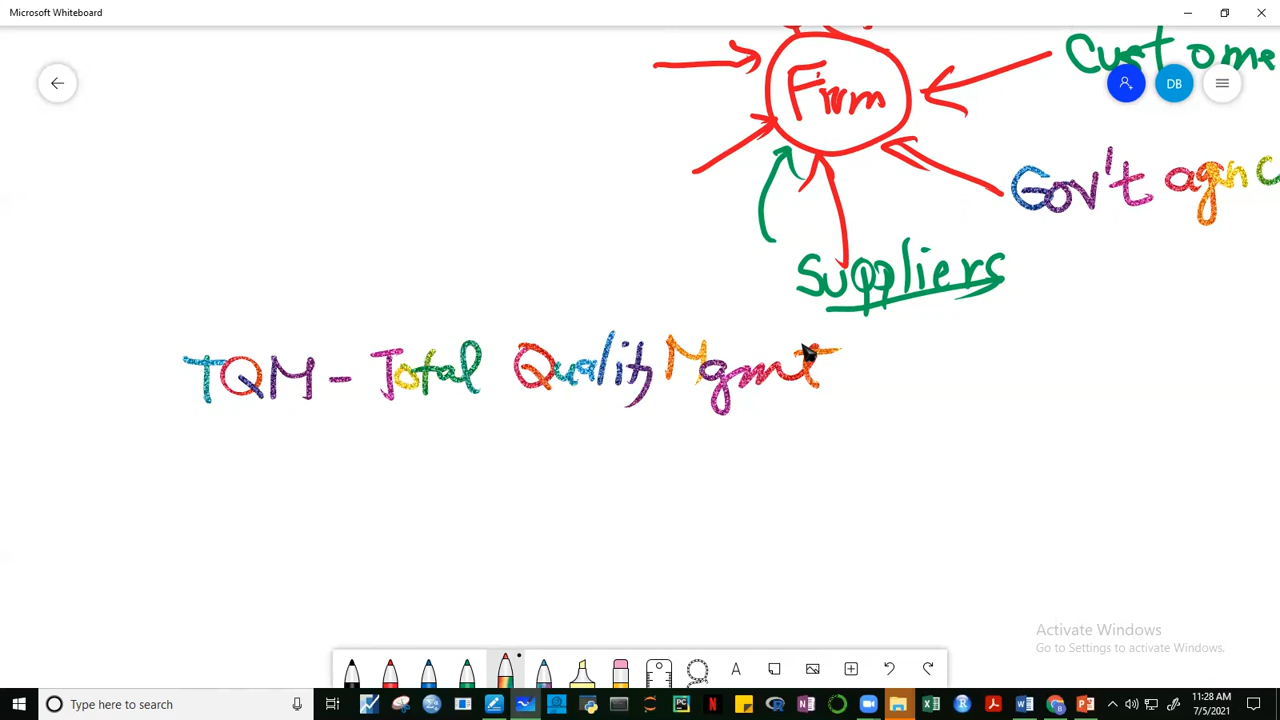 Microsoft Whiteboard
Custome
Firm
DB
Gov't agnc
Suppliers
TQM - Total Quality Mgmt
Activate Windows
Go to Settings to activate Windows.
A
Type here to search
11:28 AM
7/5/2021